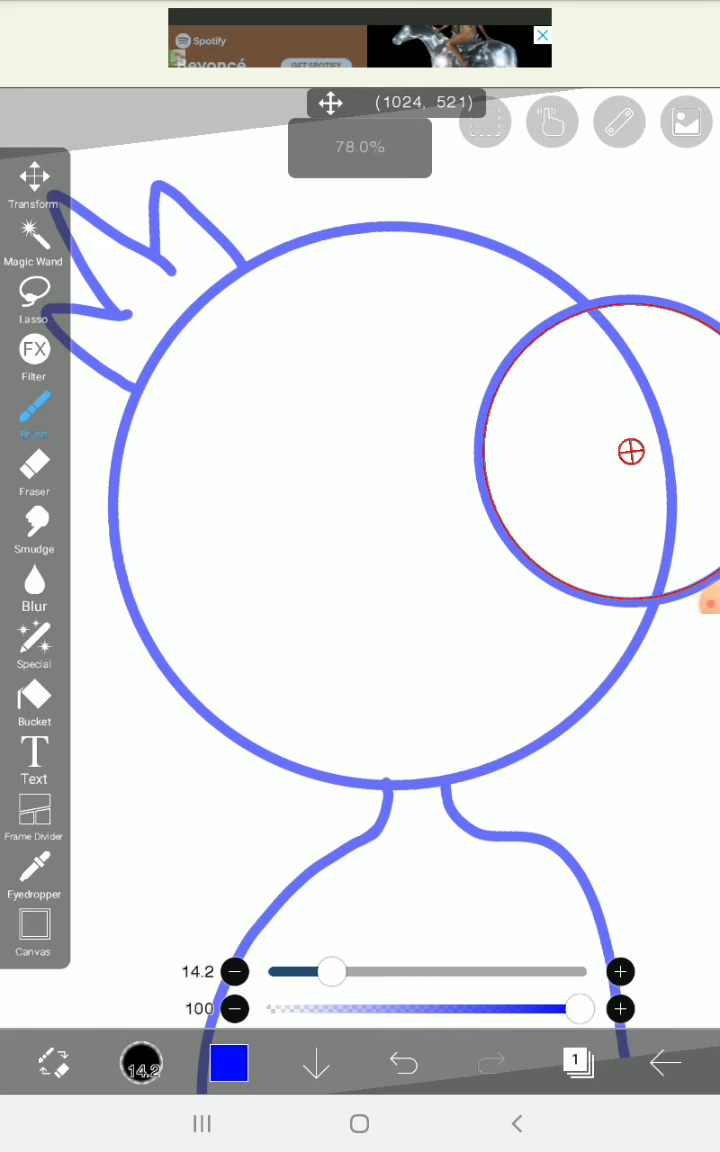 Spotify
Beyoncé
GET SPOTIFY
(1024, 521)
78.0%
Transform
Magic Wand
Lasso
FX
Filter
Brush
Eraser
Smudge
Blur
Special
Bucket
T
Text
Frame Divider
Eyedropper
Canvas
14.2
100
14.2
1